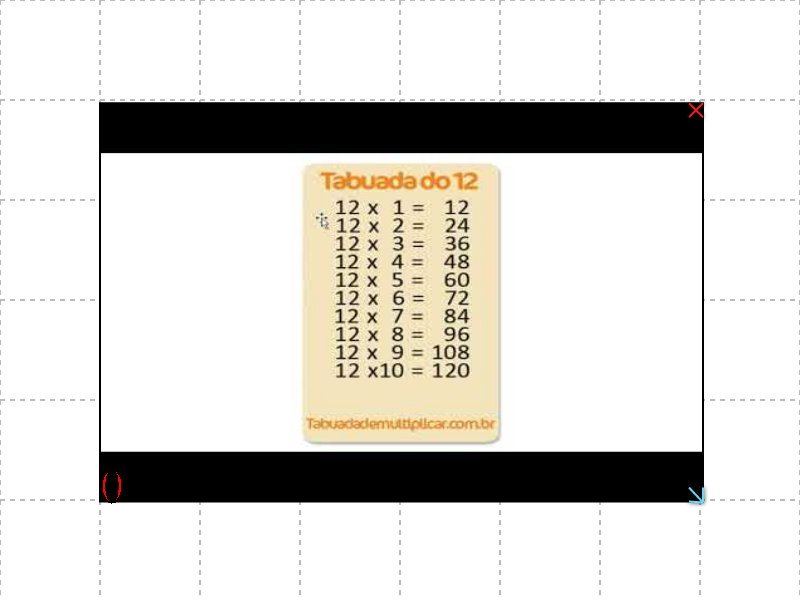 Tabuada do 12
12 x 1 = 12
12 x 2 = 24
12 x 3 = 36
12 x 4 = 48
12 x 5 = 60
12 x 6 = 72
12 x 7 = 84
12 x 8 = 96
12 x 9 = 108
12 x10 = 120
Tabuadademultiplicar.com.br
()